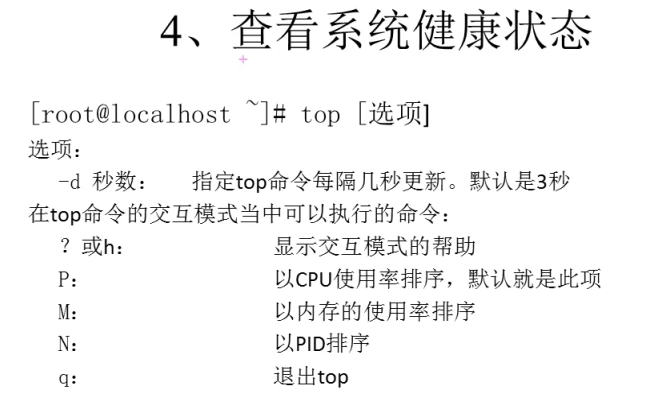 4、查看系统健康状态
[root@localhost ~]# top [选项]
选项：
-d 秒数： 指定top命令每隔几秒更新。默认是3秒
在top命令的交互模式当中可以执行的命令：
？或h： 显示交互模式的帮助
P： 以CPU使用率排序，默认就是此项
M： 以内存的使用率排序
N： 以PID排序
q： 退出top